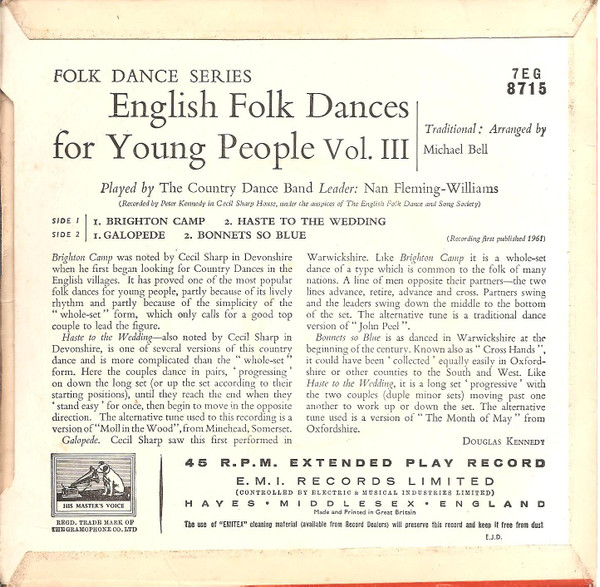 FOLK DANCE SERIES
7EG
8715
English Folk Dances
for Young People Vol. III
Traditional: Arranged by
Michael Bell
Played by The Country Dance Band Leader: Nan Fleming-Williams
(Recorded by Peter Kennedy in Cecil Sharp House, under the auspices of The English Folk Dance and Song Society)
SIDE 1 1. BRIGHTON CAMP 2. HASTE TO THE WEDDING
SIDE 2 1. GALOPEDE 2. BONNETS SO BLUE
(Recording first published 1961)
Brighton Camp was noted by Cecil Sharp in Devonshire
when he first began looking for Country Dances in the
English villages. It has proved one of the most popular
folk dances for young people, partly because of its lively
rhythm and partly because of the simplicity of the
"whole-set" form, which only calls for a good top
couple to lead the figure.
Haste to the Wedding—also noted by Cecil Sharp in
Devonshire, is one of several versions of this country
dance and is more complicated than the "whole-set"
form. Here the couples dance in pairs, 'progressing'
on down the long set (or up the set according to their
starting positions), until they reach the end when they
'stand easy' for once, then begin to move in the opposite
direction. The alternative tune used to this recording is a
version of "Moll in the Wood", from Minehead, Somerset.
Galopede. Cecil Sharp saw this first performed in
Warwickshire. Like Brighton Camp it is a whole-set
dance of a type which is common to the folk of many
nations. A line of men opposite their partners—the two
lines advance, retire, advance and cross. Partners swing
and the leaders swing down the middle to the bottom
of the set. The alternative tune is a traditional dance
version of "John Peel".
Bonnets so Blue is as danced in Warwickshire at the
beginning of the century. Known also as "Cross Hands",
it could have been 'collected' equally easily in Oxford-
shire or other counties to the South and West. Like
Haste to the Wedding, it is a long set 'progressive' with
the two couples (duple minor sets) moving past one
another to work up or down the set. The alternative
tune used is a version of "The Month of May" from
Oxfordshire.
DOUGLAS KENNEDY
HIS MASTER'S VOICE
REGD. TRADE MARK OF
THE GRAMOPHONE CO. LTD
45 R.P.M. EXTENDED PLAY RECORD
E.M.I. RECORDS LIMITED
(CONTROLLED BY ELECTRIC & MUSICAL INDUSTRIES LIMITED)
HAYES · MIDDLESEX · ENGLAND
Made and Printed in Great Britain
The use of "EMITEX" cleaning material (available from Record Dealers) will preserve this record and keep it free from dust
E.J.D.